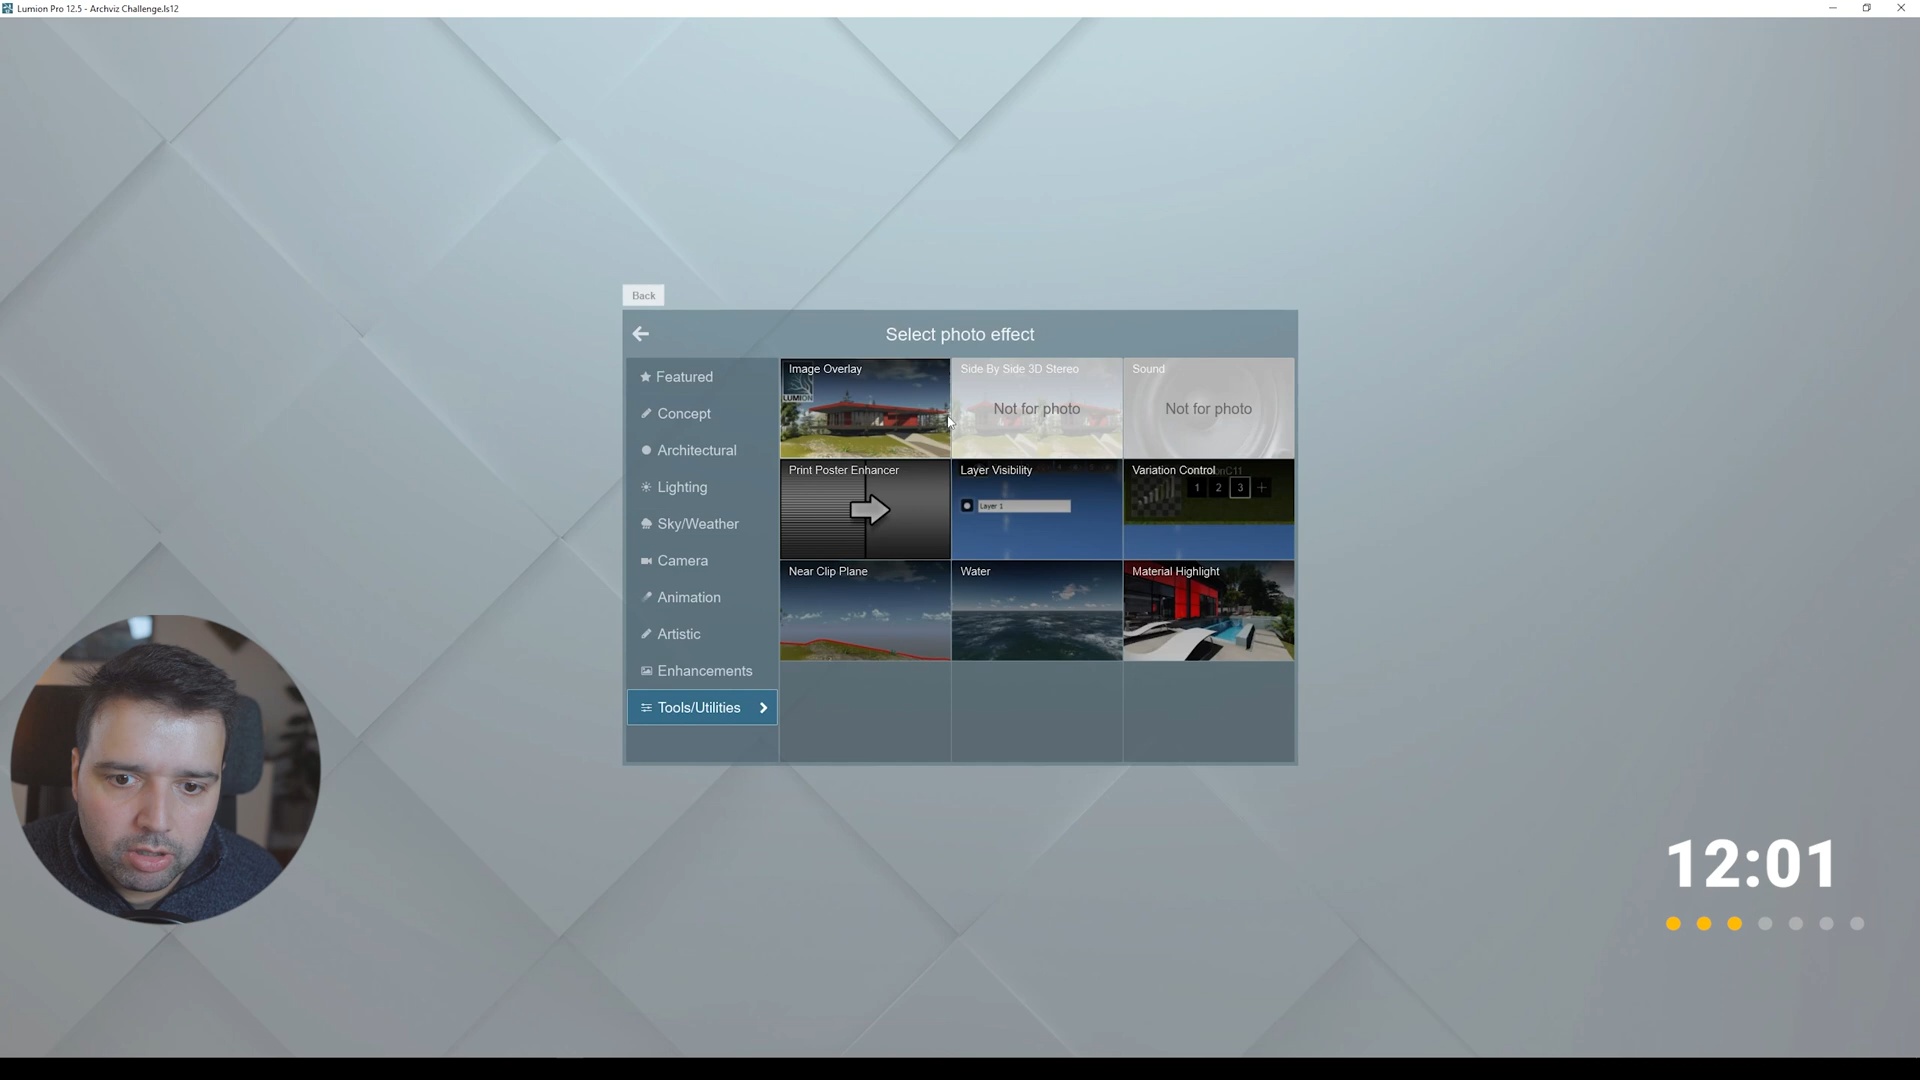 Lumion Pro 12.5 - Archviz Challenge.ls12
Back
Select photo effect
Featured
Concept
Architectural
Lighting
Sky/Weather
Camera
Animation
Artistic
Enhancements
Tools/Utilities
Image Overlay
LUMION
Side By Side 3D Stereo
Not for photo
Sound
Not for photo
Print Poster Enhancer
Layer Visibility
Layer 1
Variation Control
1 2 3 +
Near Clip Plane
Water
Material Highlight
12:01